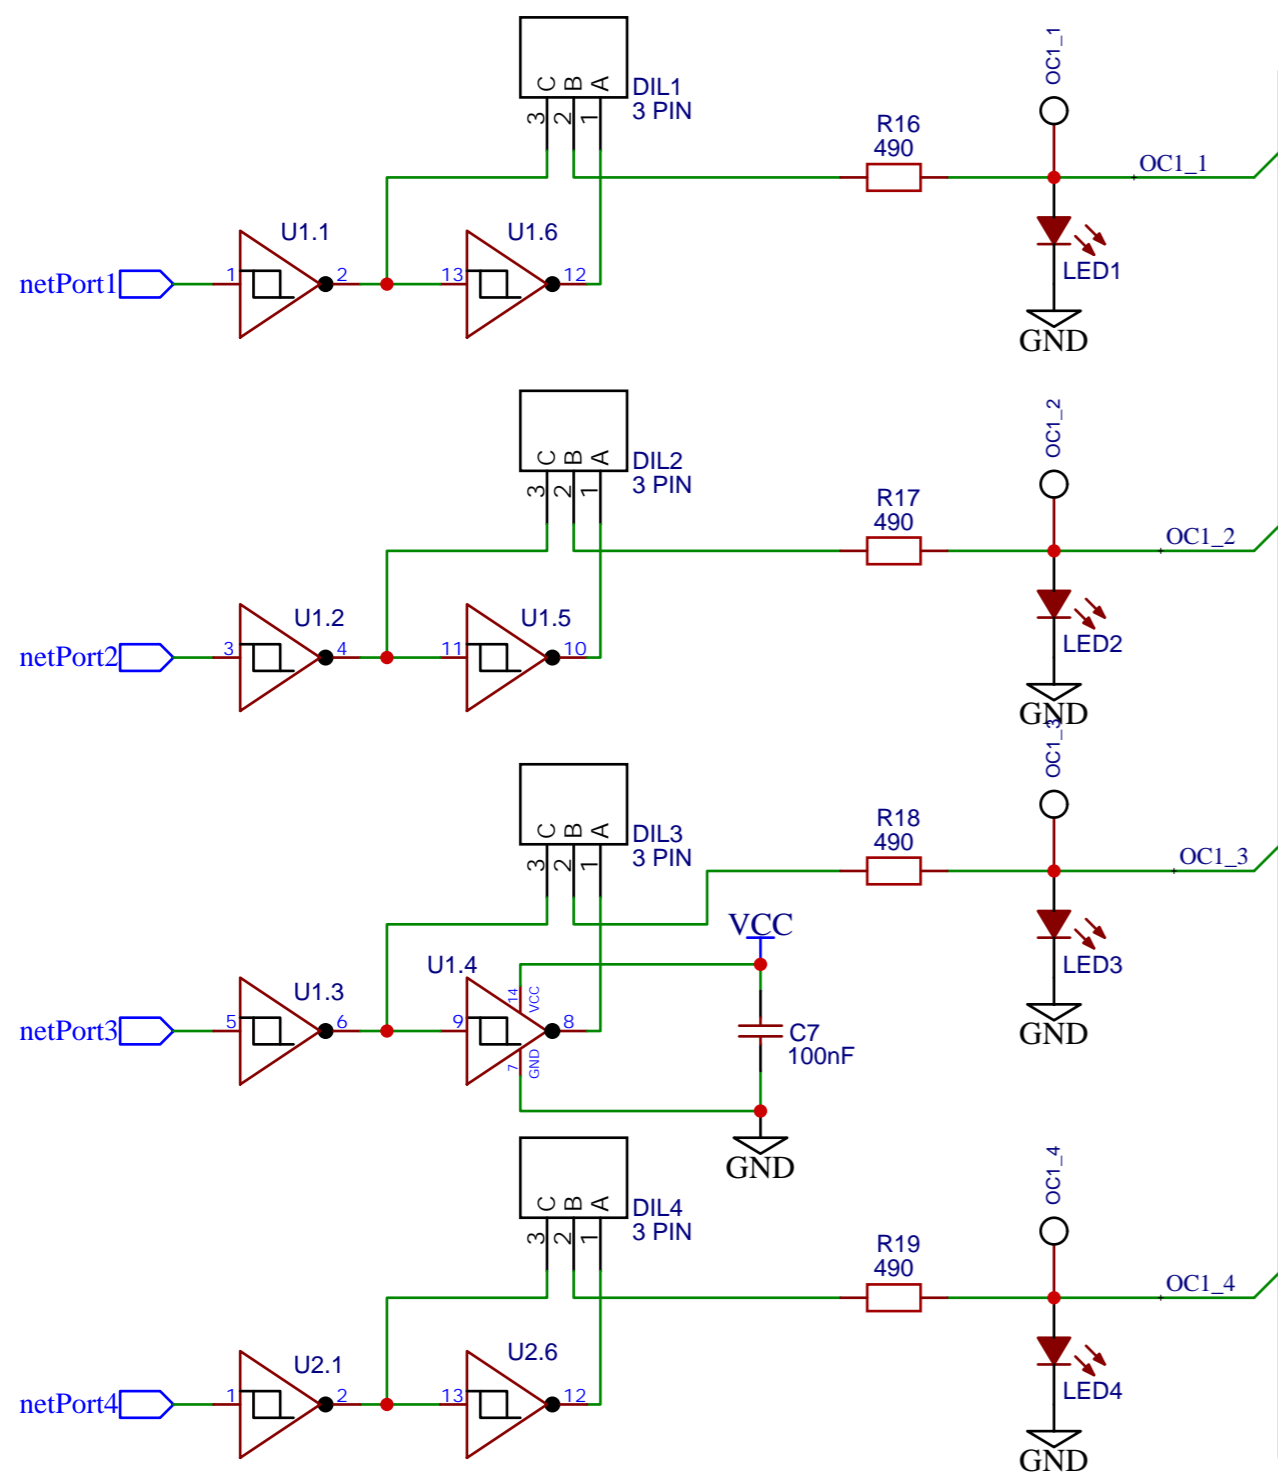 OC1_1
C B A
DIL1
3 2 1
3 PIN
R16
490
OC1_1
U1.1
U1.6
netPort1
1
2
13
12
LED1
GND
OC1_2
C B A
DIL2
3 2 1
3 PIN
R17
490
OC1_2
U1.2
U1.5
netPort2
3
4
11
10
LED2
GND
OC1_3
C B A
DIL3
3 2 1
3 PIN
R18
490
OC1_3
VCC
U1.3
U1.4
14
VCC
LED3
netPort3
5
6
9
8
C7
100nF
7
GND
GND
GND
OC1_4
C B A
DIL4
3 2 1
3 PIN
R19
490
OC1_4
U2.1
U2.6
netPort4
1
2
13
12
LED4
GND